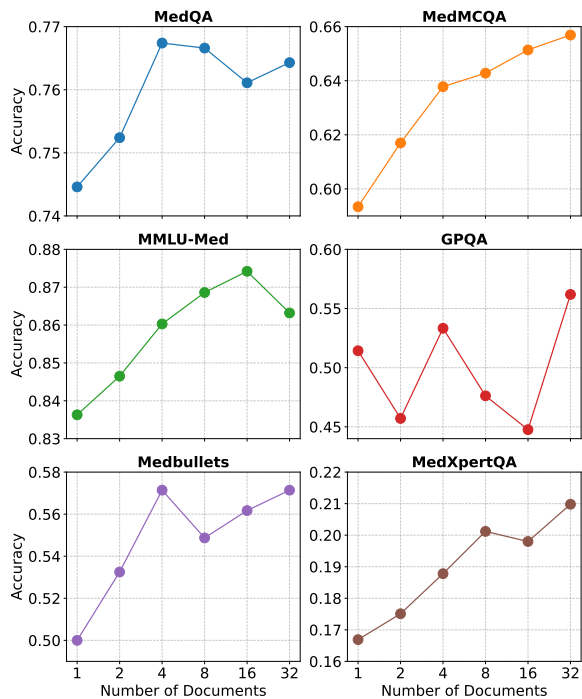 MedQA
MedMCQA
0.77
0.76
0.75
0.74
Accuracy
0.66
0.64
0.62
0.60
MMLU-Med
GPQA
0.88
0.87
0.86
0.85
0.84
0.83
Accuracy
0.60
0.55
0.50
0.45
Medbullets
MedXpertQA
0.58
0.56
0.54
0.52
0.50
Accuracy
0.22
0.21
0.20
0.19
0.18
0.17
0.16
1 2 4 8 16 32
Number of Documents
1 2 4 8 16 32
Number of Documents